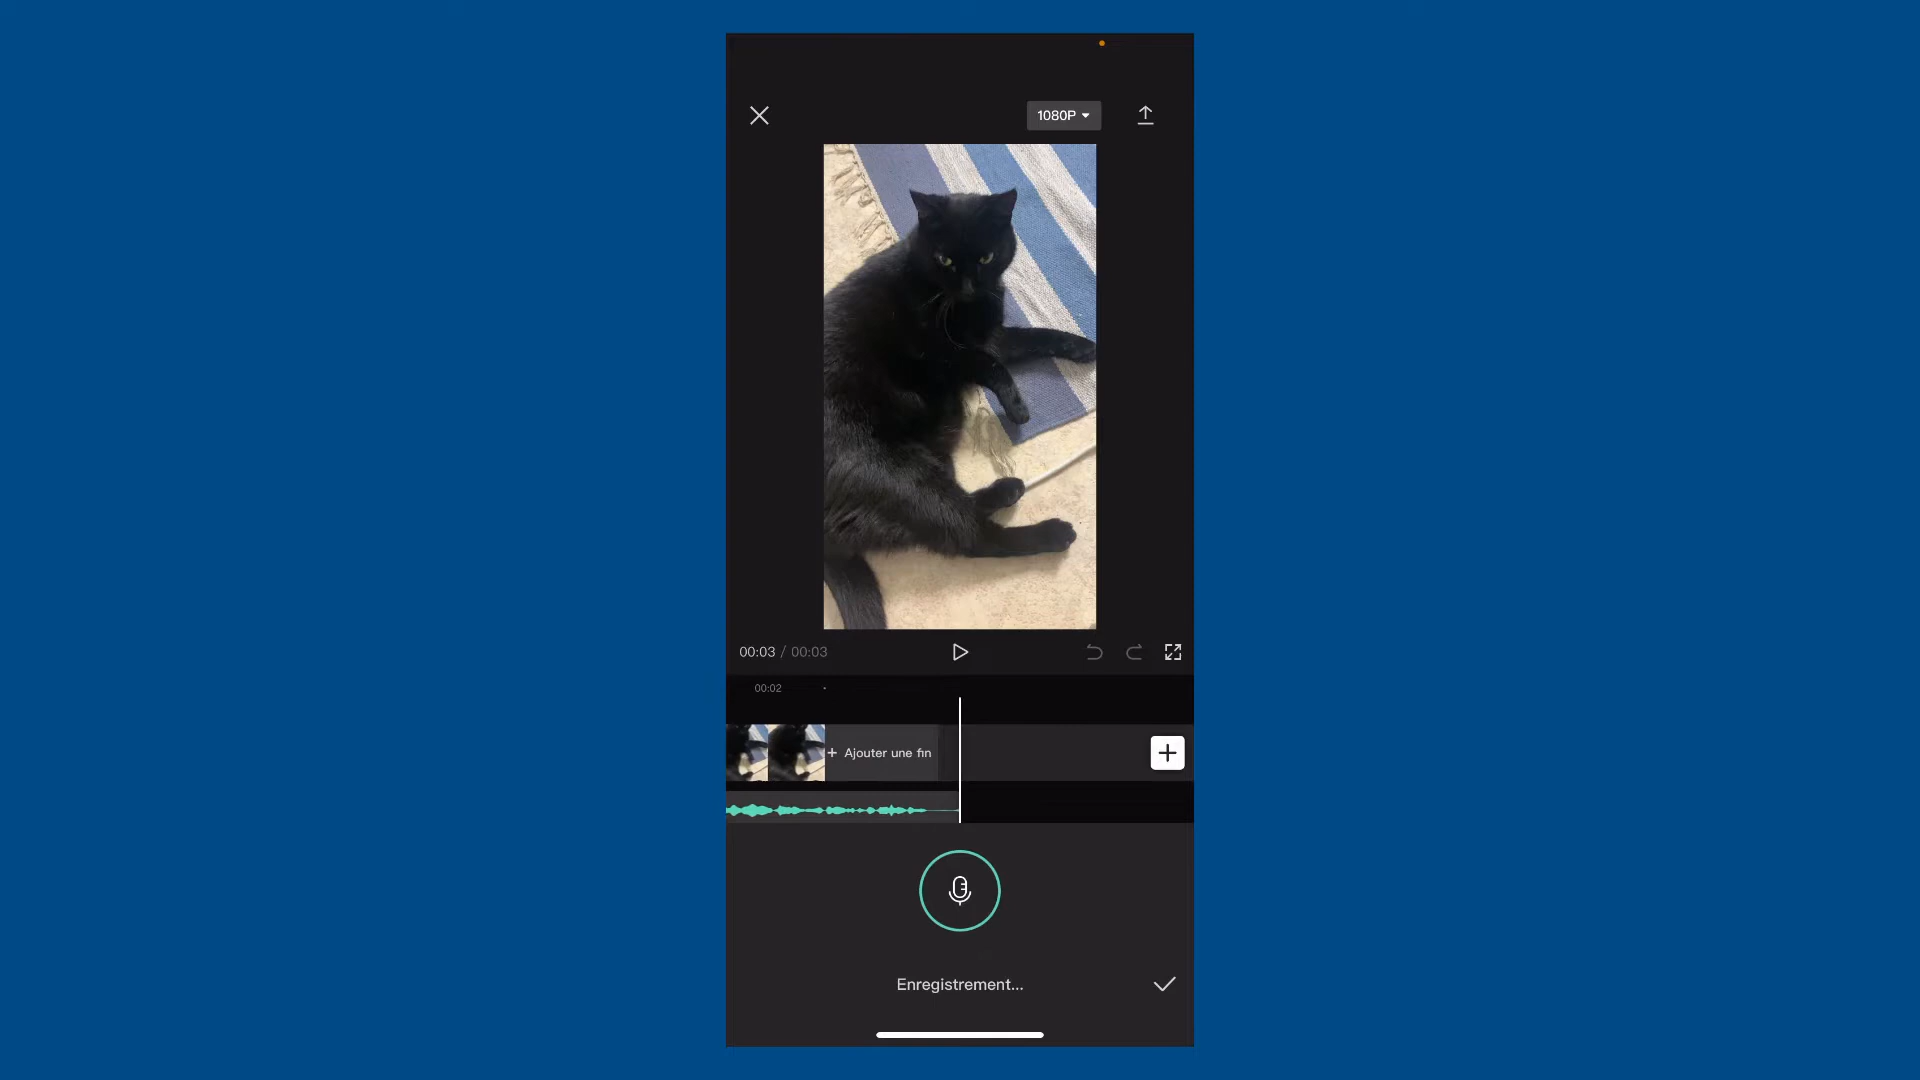 1080P
00:03 / 00:03
00:02
+ Ajouter une fin
Enregistrement...